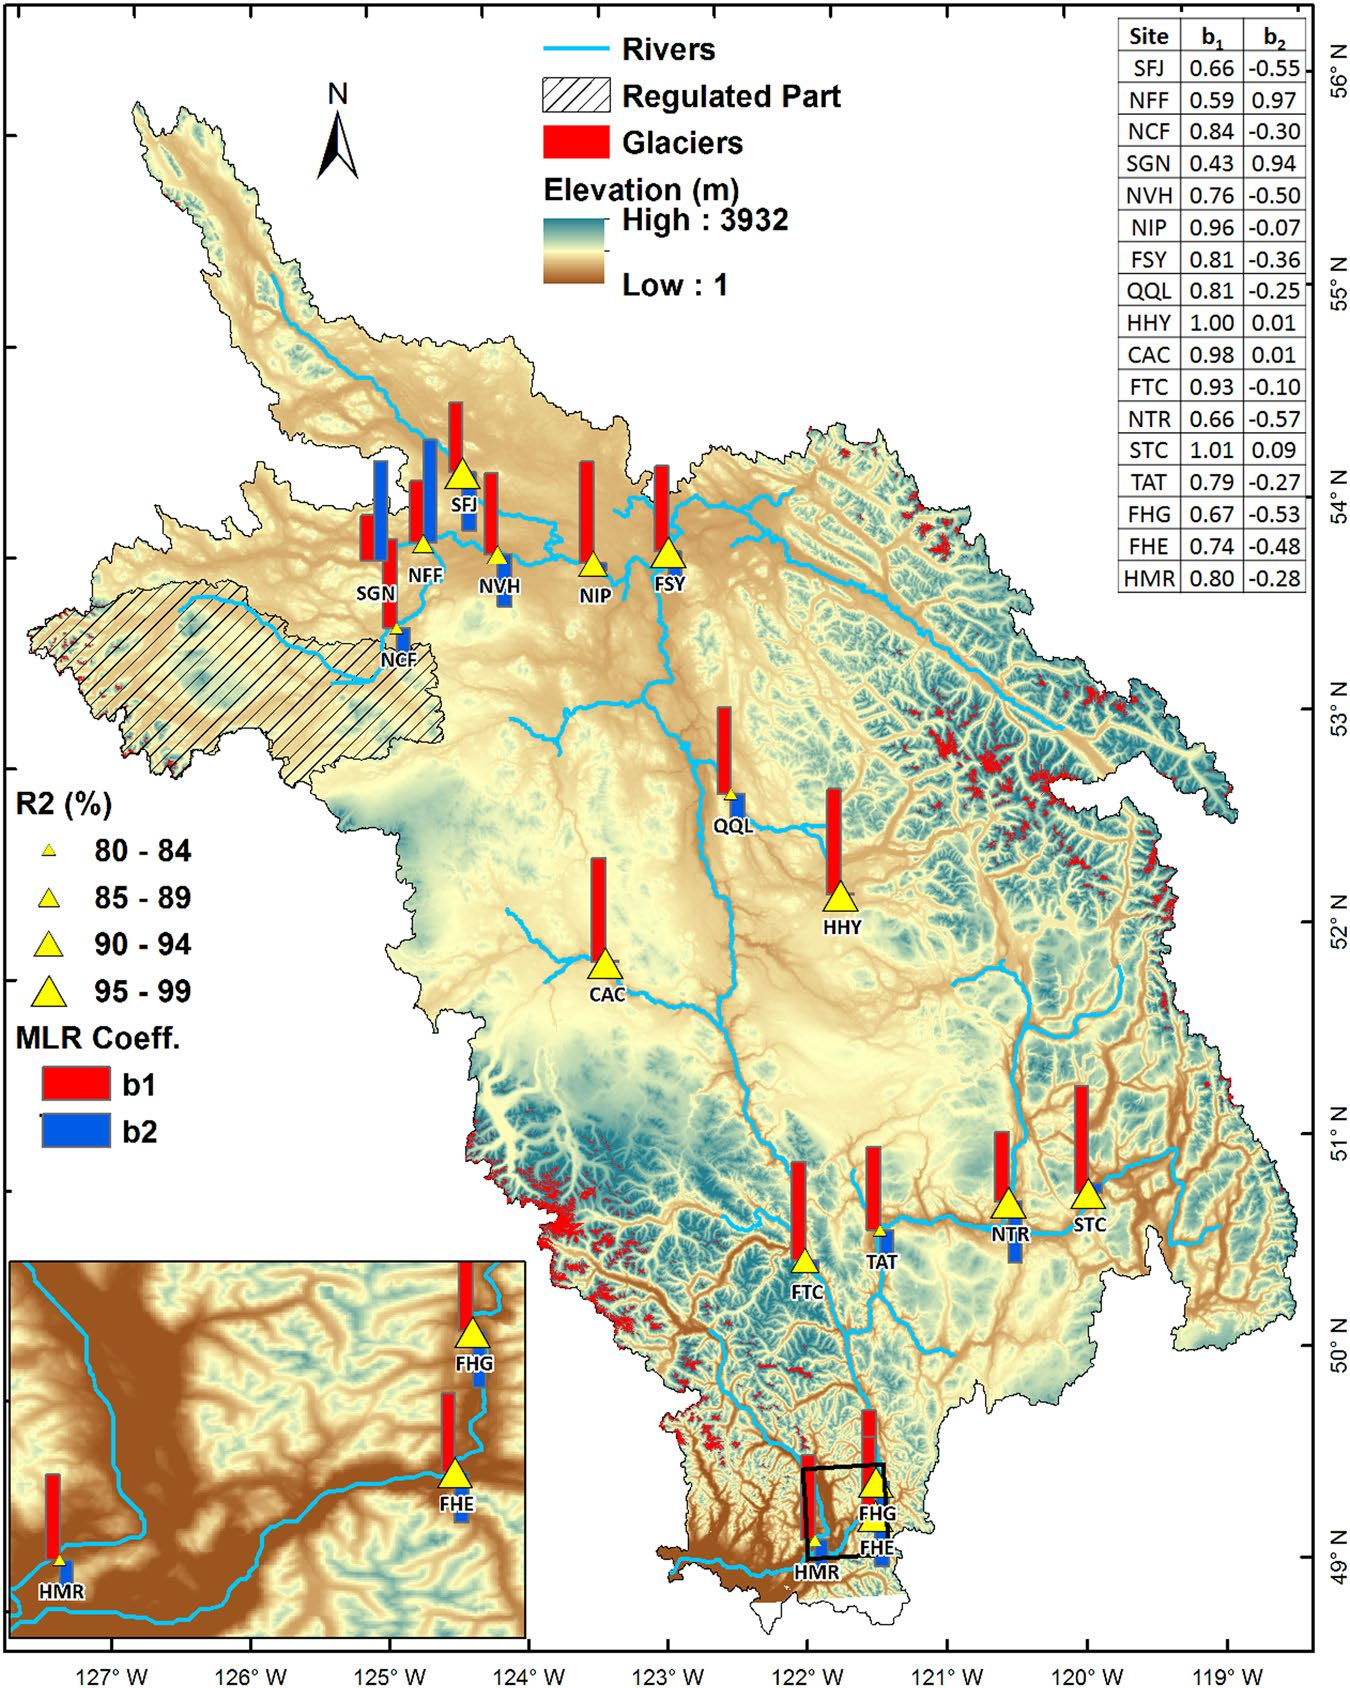 N
Rivers
Regulated Part
Glaciers
Elevation (m)
High : 3932
Low : 1
Site b1 b2
SFJ 0.66 -0.55
NFF 0.59 0.97
NCF 0.84 -0.30
SGN 0.43 0.94
NVH 0.76 -0.50
NIP 0.96 -0.07
FSY 0.81 -0.36
QQL 0.81 -0.25
HHY 1.00 0.01
CAC 0.98 0.01
FTC 0.93 -0.10
NTR 0.66 -0.57
STC 1.01 0.09
TAT 0.79 -0.27
FHG 0.67 -0.53
FHE 0.74 -0.48
HMR 0.80 -0.28
56° N
55° N
54° N
53° N
52° N
51° N
50° N
49° N
SFJ
NFF
SGN
NVH
NIP
FSY
NCF
QQL
HHY
CAC
NTR
STC
TAT
FTC
FHG
FHE
HMR
R2 (%)
80 - 84
85 - 89
90 - 94
95 - 99
MLR Coeff.
b1
b2
FHG
FHE
HMR
127° W
126° W
125° W
124° W
123° W
122° W
121° W
120° W
119° W